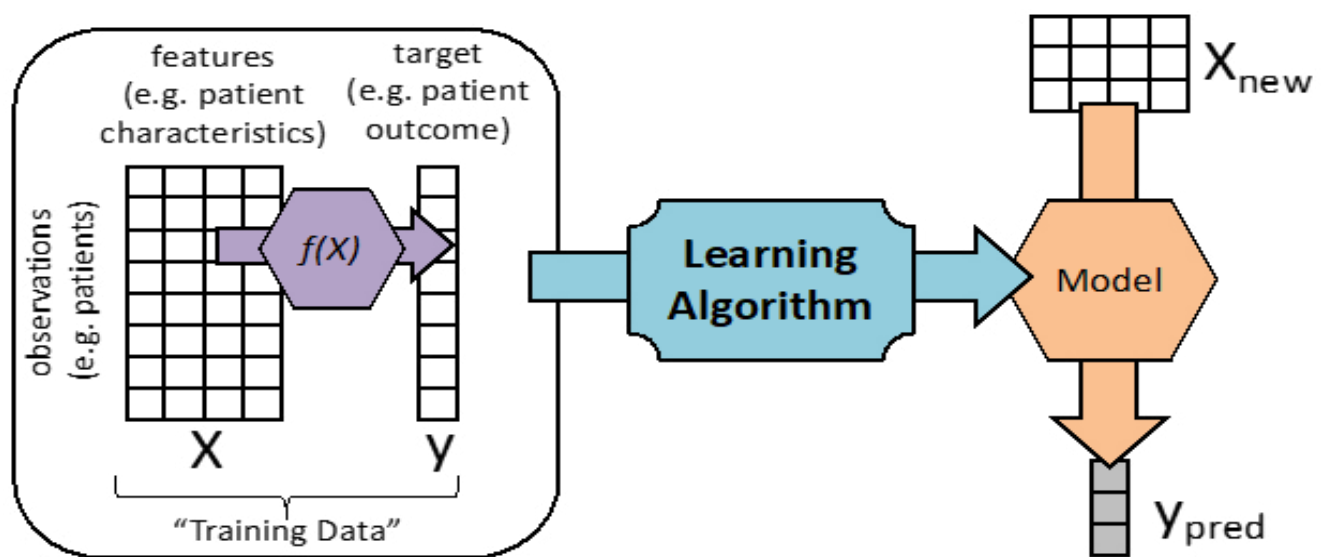 features
(e.g. patient
characteristics)
target
(e.g. patient
outcome)
observations
(e.g. patients)
f(X)
X
y
“Training Data”
Learning
Algorithm
Xnew
Model
ypred